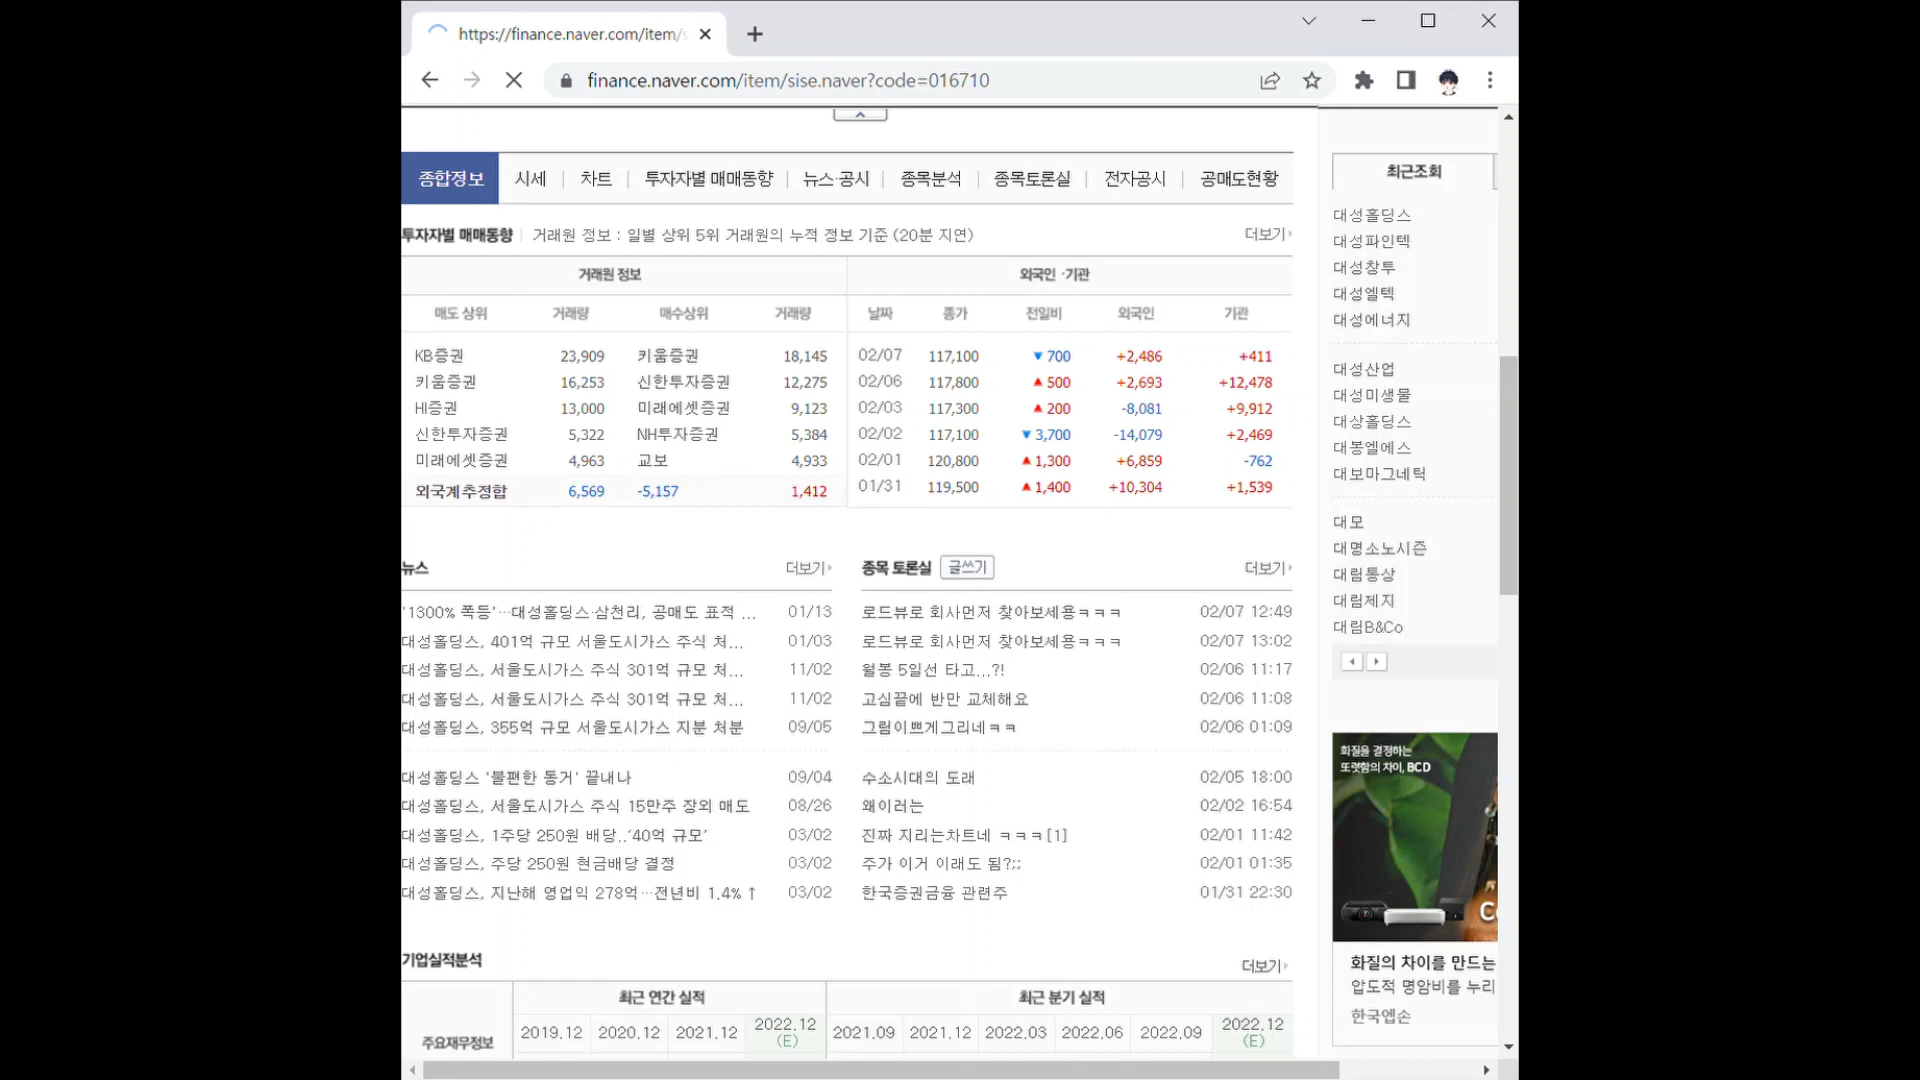 https://finance.naver.com/item/s
finance.naver.com/item/sise.naver?code=016710
종합정보 시세 차트 투자자별 매매동향 뉴스·공시 종목분석 종목토론실 전자공시 공매도현황
투자자별 매매동향 거래원 정보 : 일별 상위 5위 거래원의 누적 정보 기준 (20분 지연) 더보기
거래원 정보 외국인·기관
매도 상위 거래량 매수상위 거래량 날짜 종가 전일비 외국인 기관
KB증권 23,909 키움증권 18,145 02/07 117,100 ▼ 700 +2,486 +411
키움증권 16,253 신한투자증권 12,275 02/06 117,800 ▲ 500 +2,693 +12,478
HI증권 13,000 미래에셋증권 9,123 02/03 117,300 ▲ 200 -8,081 +9,912
신한투자증권 5,322 NH투자증권 5,384 02/02 117,100 ▼ 3,700 -14,079 +2,469
미래에셋증권 4,963 교보 4,933 02/01 120,800 ▲ 1,300 +6,859 -762
외국계추정합 6,569 -5,157 1,412 01/31 119,500 ▲ 1,400 +10,304 +1,539
뉴스 더보기
'1300% 폭등'…대성홀딩스·삼천리, 공매도 표적 ... 01/13
대성홀딩스, 401억 규모 서울도시가스 주식 처... 01/03
대성홀딩스, 서울도시가스 주식 301억 규모 처... 11/02
대성홀딩스, 서울도시가스 주식 301억 규모 처... 11/02
대성홀딩스, 355억 규모 서울도시가스 지분 처분 09/05
대성홀딩스 '불편한 동거' 끝내나 09/04
대성홀딩스, 서울도시가스 주식 15만주 장외 매도 08/26
대성홀딩스, 1주당 250원 배당..'40억 규모' 03/02
대성홀딩스, 주당 250원 현금배당 결정 03/02
대성홀딩스, 지난해 영업익 278억…전년비 1.4%↑ 03/02
종목 토론실 글쓰기 더보기
로드뷰로 회사먼저 찾아보세용ㅋㅋㅋ 02/07 12:49
로드뷰로 회사먼저 찾아보세용ㅋㅋㅋ 02/07 13:02
월봉 5일선 타고...?! 02/06 11:17
고심끝에 반만 교체해요 02/06 11:08
그럼이쁘게그리네ㅋㅋ 02/06 01:09
수소시대의 도래 02/05 18:00
왜이러는 02/02 16:54
진짜 지리는차트네 ㅋㅋㅋ[1] 02/01 11:42
주가 이거 이래도 됨?;; 02/01 01:35
한국증권금융 관련주 01/31 22:30
기업실적분석 더보기
주요재무정보 최근 연간 실적 최근 분기 실적
2019.12 2020.12 2021.12 2022.12 (E) 2021.09 2021.12 2022.03 2022.06 2022.09 2022.12 (E)
최근조회
대성홀딩스
대성파인텍
대성창투
대성엘텍
대성에너지
대성산업
대성미생물
대상홀딩스
대봉엘에스
대보마그네틱
대모
대명소노시즌
대림통상
대림제지
대림B&Co
화질을 결정하는
또렷함의 차이, BCD
화질의 차이를 만드는
압도적 명암비를 누리
한국엡손